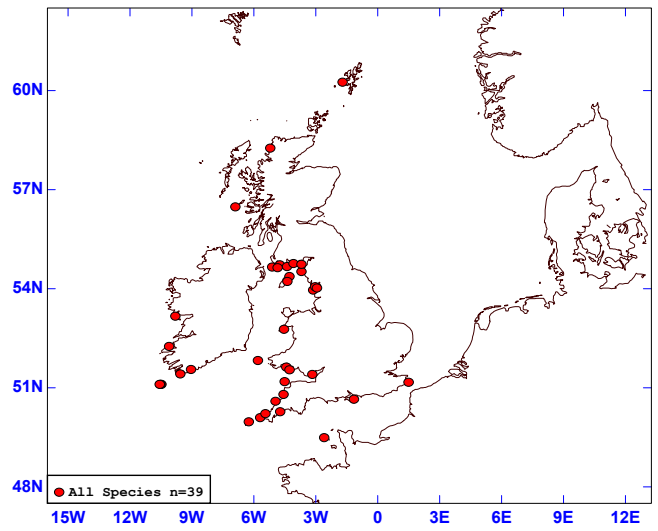 60N
57N
54N
51N
48N
All Species n=39
15W 12W 9W 6W 3W 0 3E 6E 9E 12E